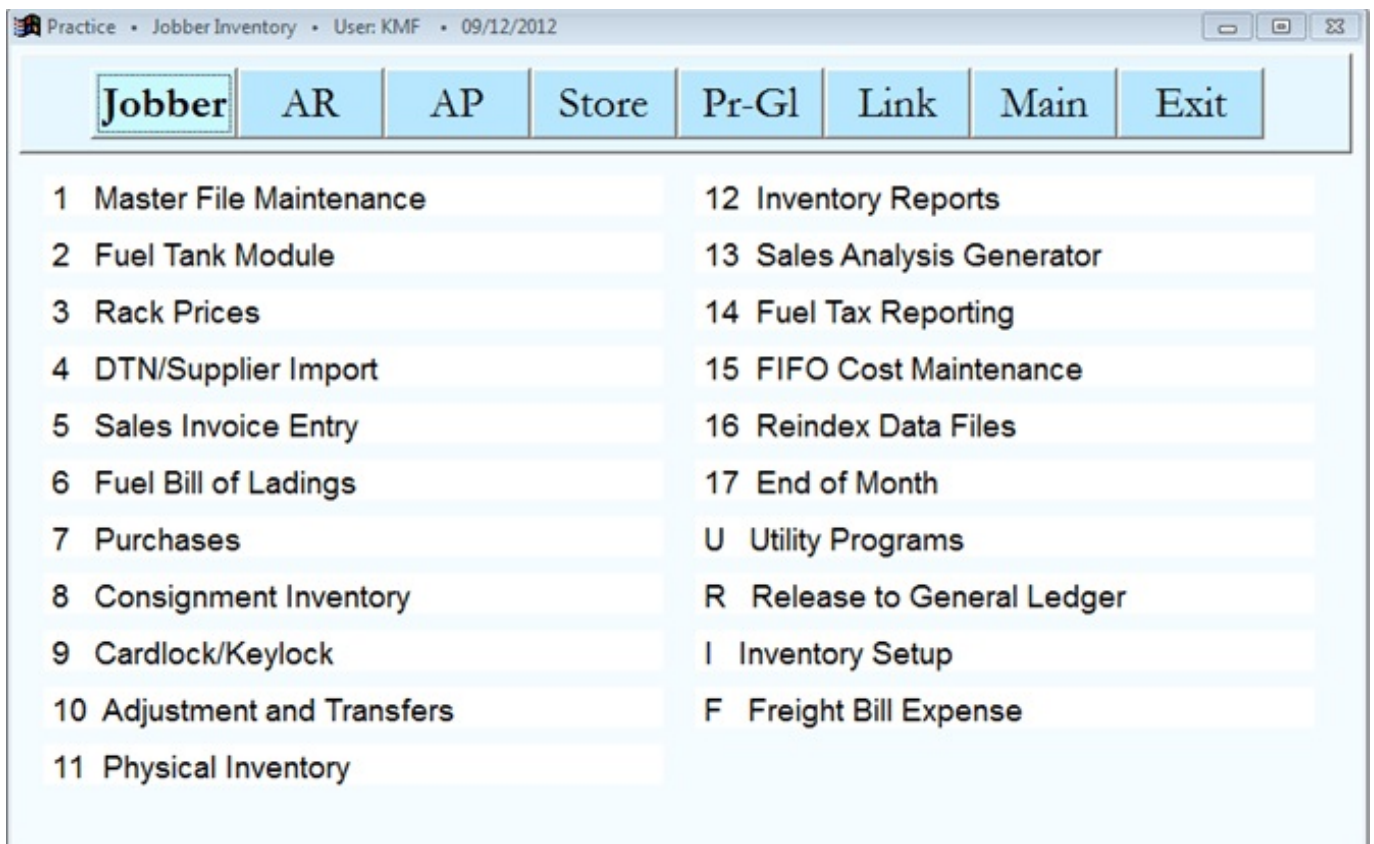 Practice • Jobber Inventory • User: KMF • 09/12/2012
Jobber AR AP Store Pr-Gl Link Main Exit
1 Master File Maintenance
2 Fuel Tank Module
3 Rack Prices
4 DTN/Supplier Import
5 Sales Invoice Entry
6 Fuel Bill of Ladings
7 Purchases
8 Consignment Inventory
9 Cardlock/Keylock
10 Adjustment and Transfers
11 Physical Inventory
12 Inventory Reports
13 Sales Analysis Generator
14 Fuel Tax Reporting
15 FIFO Cost Maintenance
16 Reindex Data Files
17 End of Month
U Utility Programs
R Release to General Ledger
I Inventory Setup
F Freight Bill Expense